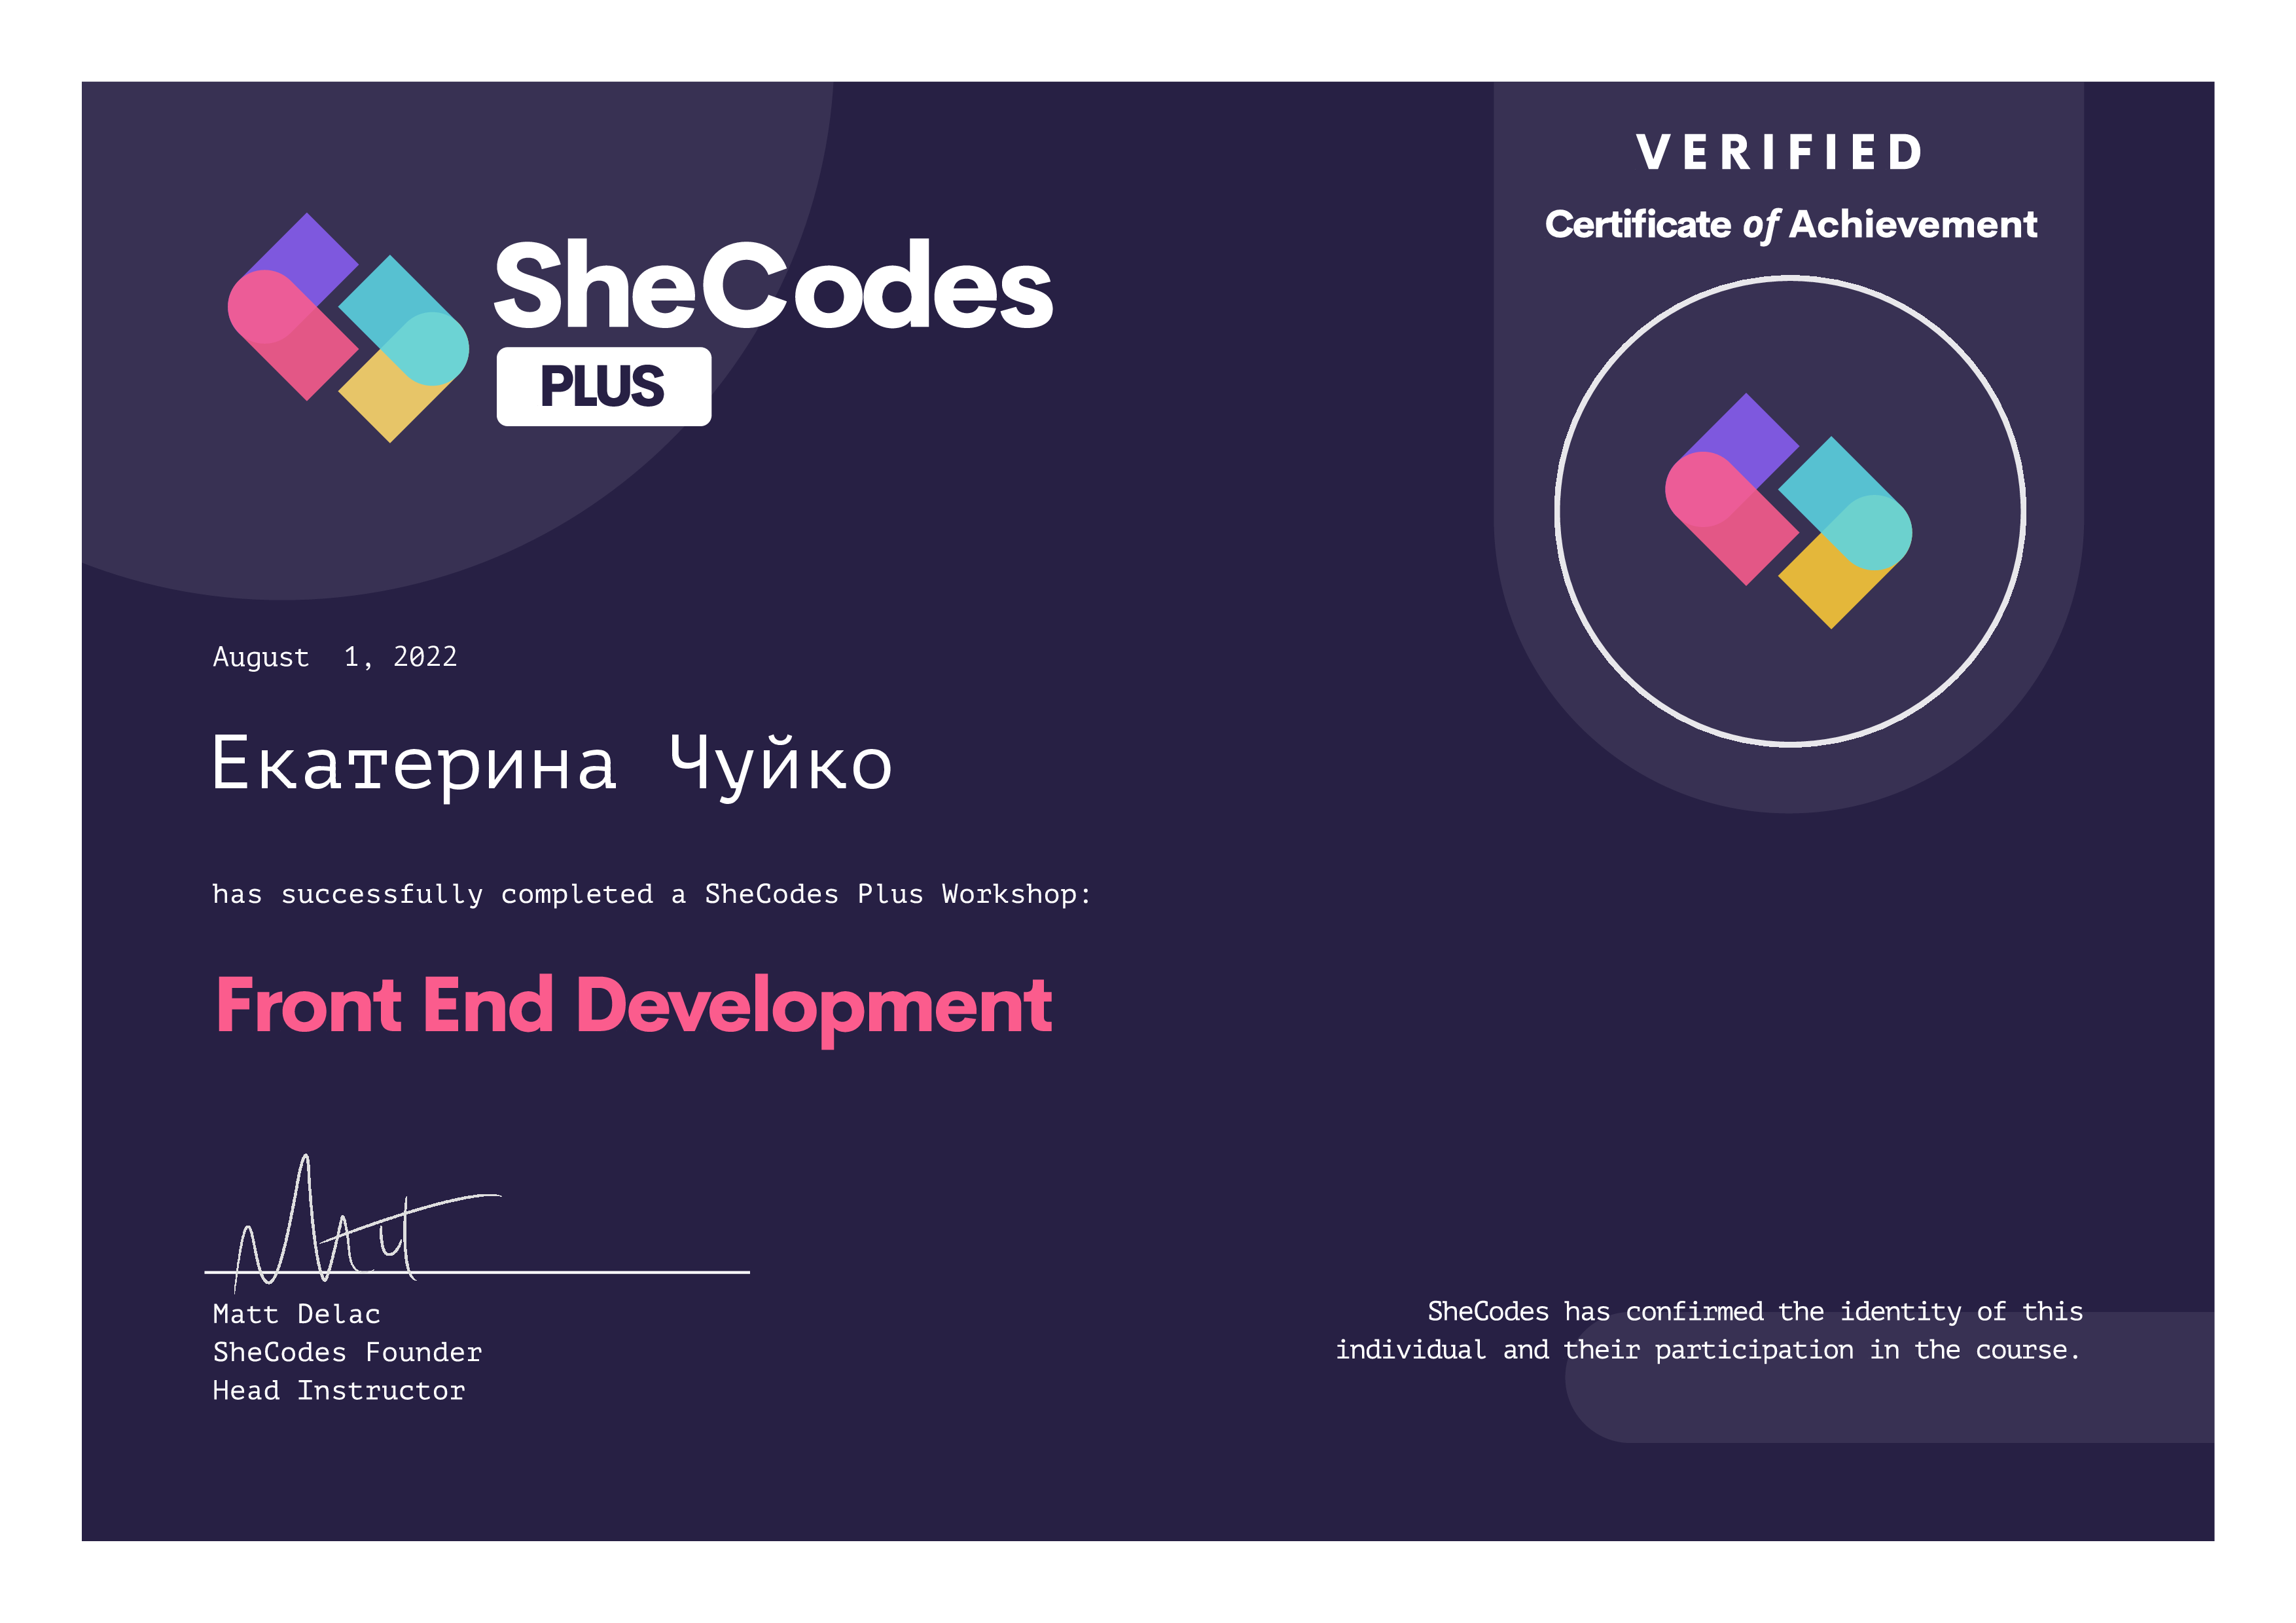 VERIFIED
Certificate of Achievement
SheCodes
PLUS
August 1, 2022
Екатерина Чуйко
has successfully completed a SheCodes Plus Workshop:
Front End Development
Matt
Matt Delac
SheCodes Founder
Head Instructor
SheCodes has confirmed the identity of this
individual and their participation in the course.